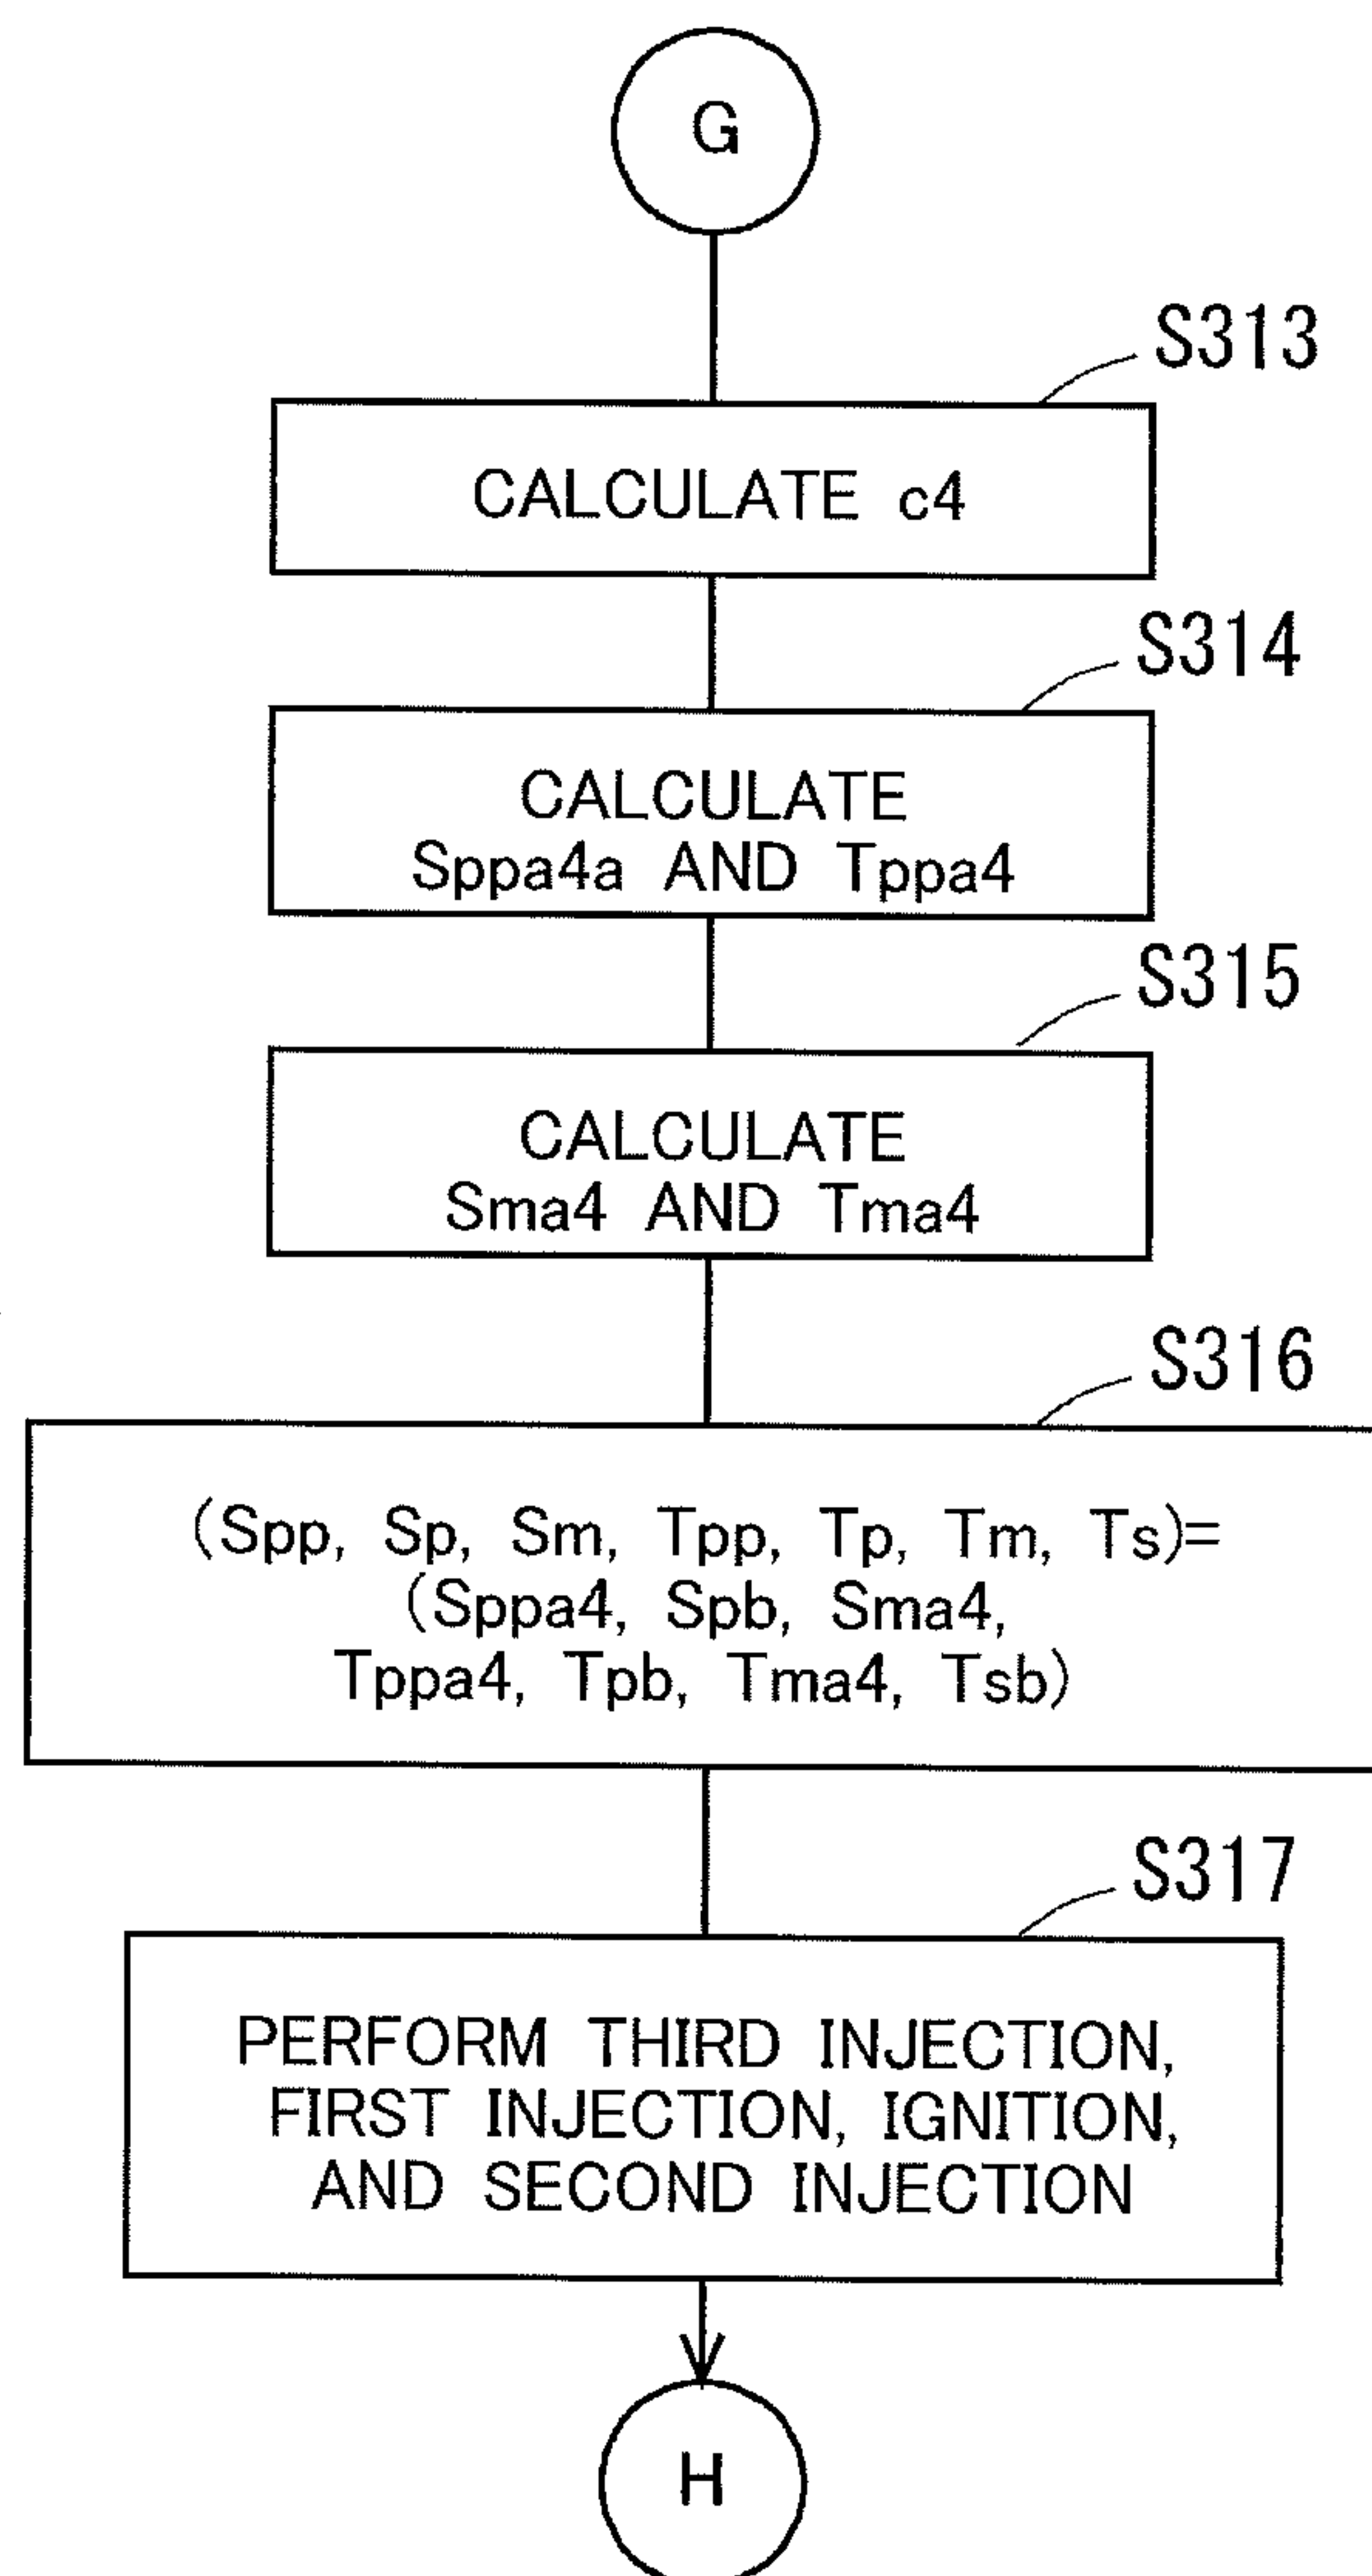 G
S313
CALCULATE c4
S314
CALCULATE
Sppa4a AND Tppa4
S315
CALCULATE
Sma4 AND Tma4
S316
(Spp, Sp, Sm, Tpp, Tp, Tm, Ts)=
(Sppa4, Spb, Sma4,
Tppa4, Tpb, Tma4, Tsb)
S317
PERFORM THIRD INJECTION,
FIRST INJECTION, IGNITION,
AND SECOND INJECTION
H